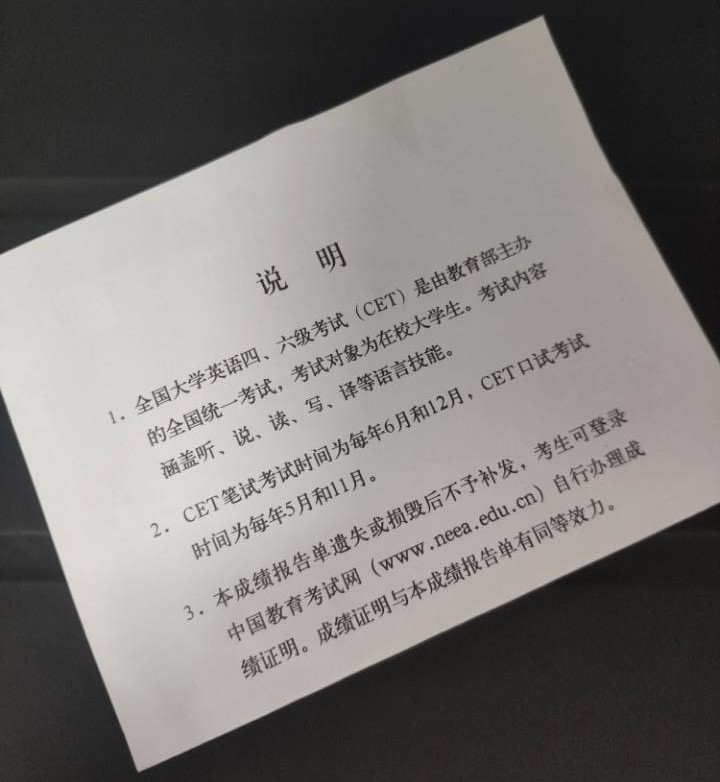 说 明
1. 全国大学英语四、六级考试（CET）是由教育部主办
的全国统一考试，考试对象为在校大学生。考试内容
涵盖听、说、读、写、译等语言技能。
2. CET笔试考试时间为每年6月和12月，CET口试考试
时间为每年5月和11月。
3. 本成绩报告单遗失或损毁后不予补发，考生可登录
中国教育考试网（www.neea.edu.cn）自行办理成
绩证明。成绩证明与本成绩报告单有同等效力。